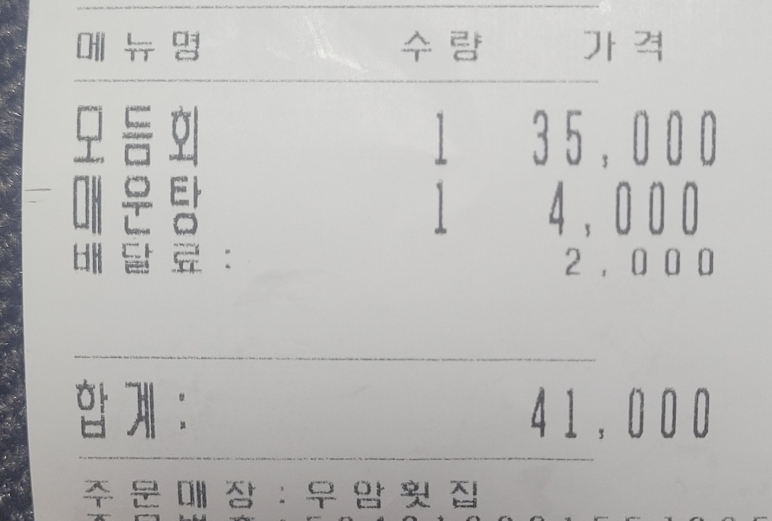 메뉴명 수량 가격
모듬회 1 35,000
매운탕 1 4,000
배달료: 2,000
합계: 41,000
주문매장:우암횟집